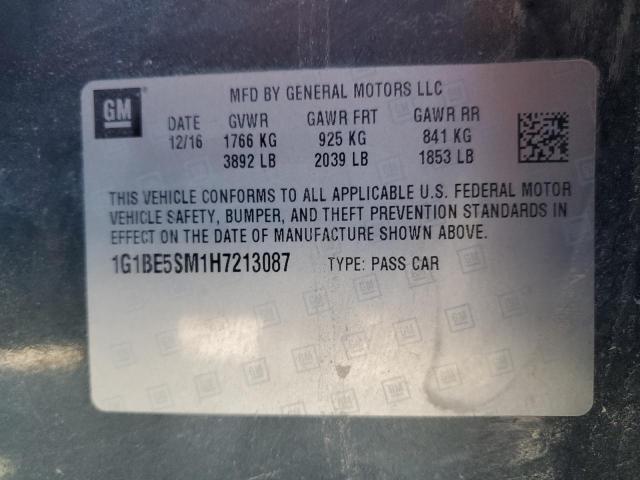 GM
MFD BY GENERAL MOTORS LLC
DATE GVWR GAWR FRT GAWR RR
12/16 1766 KG 925 KG 841 KG
3892 LB 2039 LB 1853 LB
THIS VEHICLE CONFORMS TO ALL APPLICABLE U.S. FEDERAL MOTOR
VEHICLE SAFETY, BUMPER, AND THEFT PREVENTION STANDARDS IN
EFFECT ON THE DATE OF MANUFACTURE SHOWN ABOVE.
1G1BE5SM1H7213087 TYPE: PASS CAR